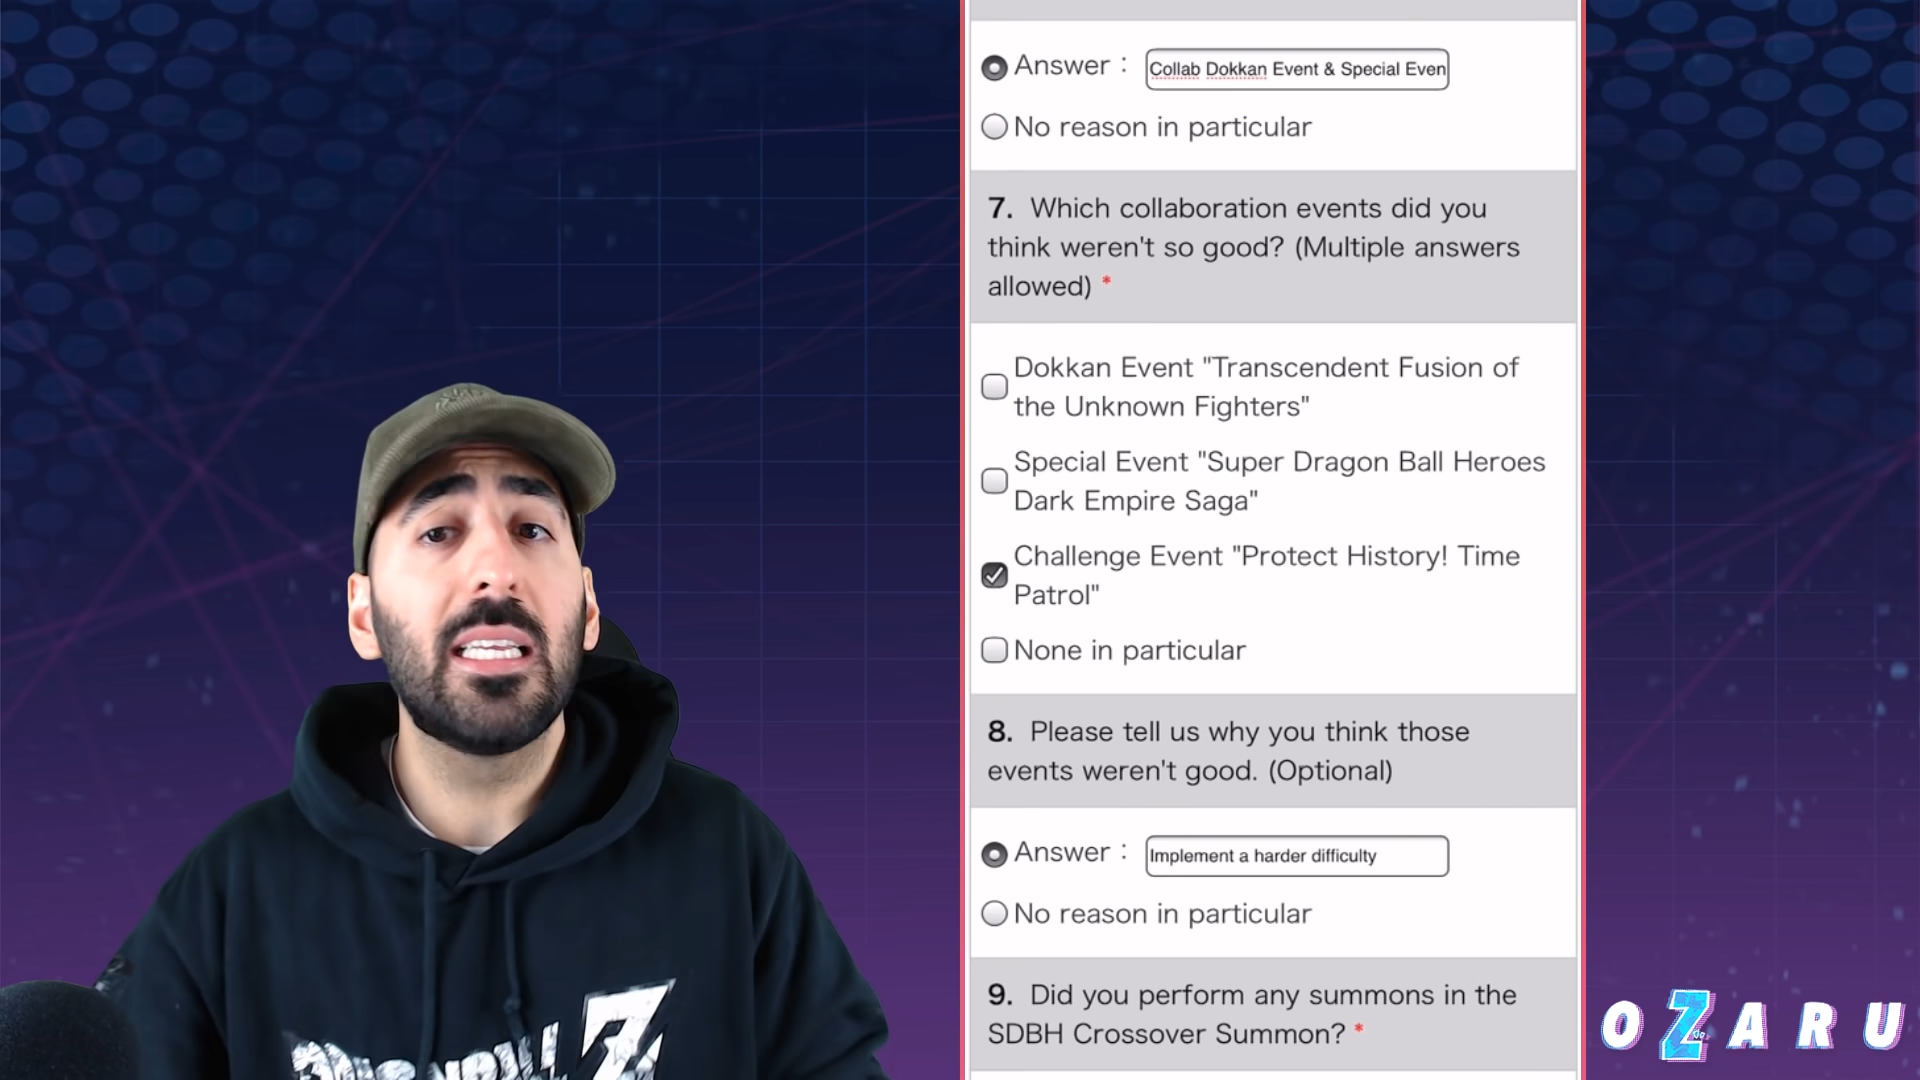 Answer : Collab Dokkan Event & Special Even
No reason in particular
7. Which collaboration events did you
think weren't so good? (Multiple answers
allowed) *
Dokkan Event "Transcendent Fusion of
the Unknown Fighters"
Special Event "Super Dragon Ball Heroes
Dark Empire Saga"
Challenge Event "Protect History! Time
Patrol"
None in particular
8. Please tell us why you think those
events weren't good. (Optional)
Answer : Implement a harder difficulty
No reason in particular
9. Did you perform any summons in the
SDBH Crossover Summon? *
DRAGON BALL Z
OZARU